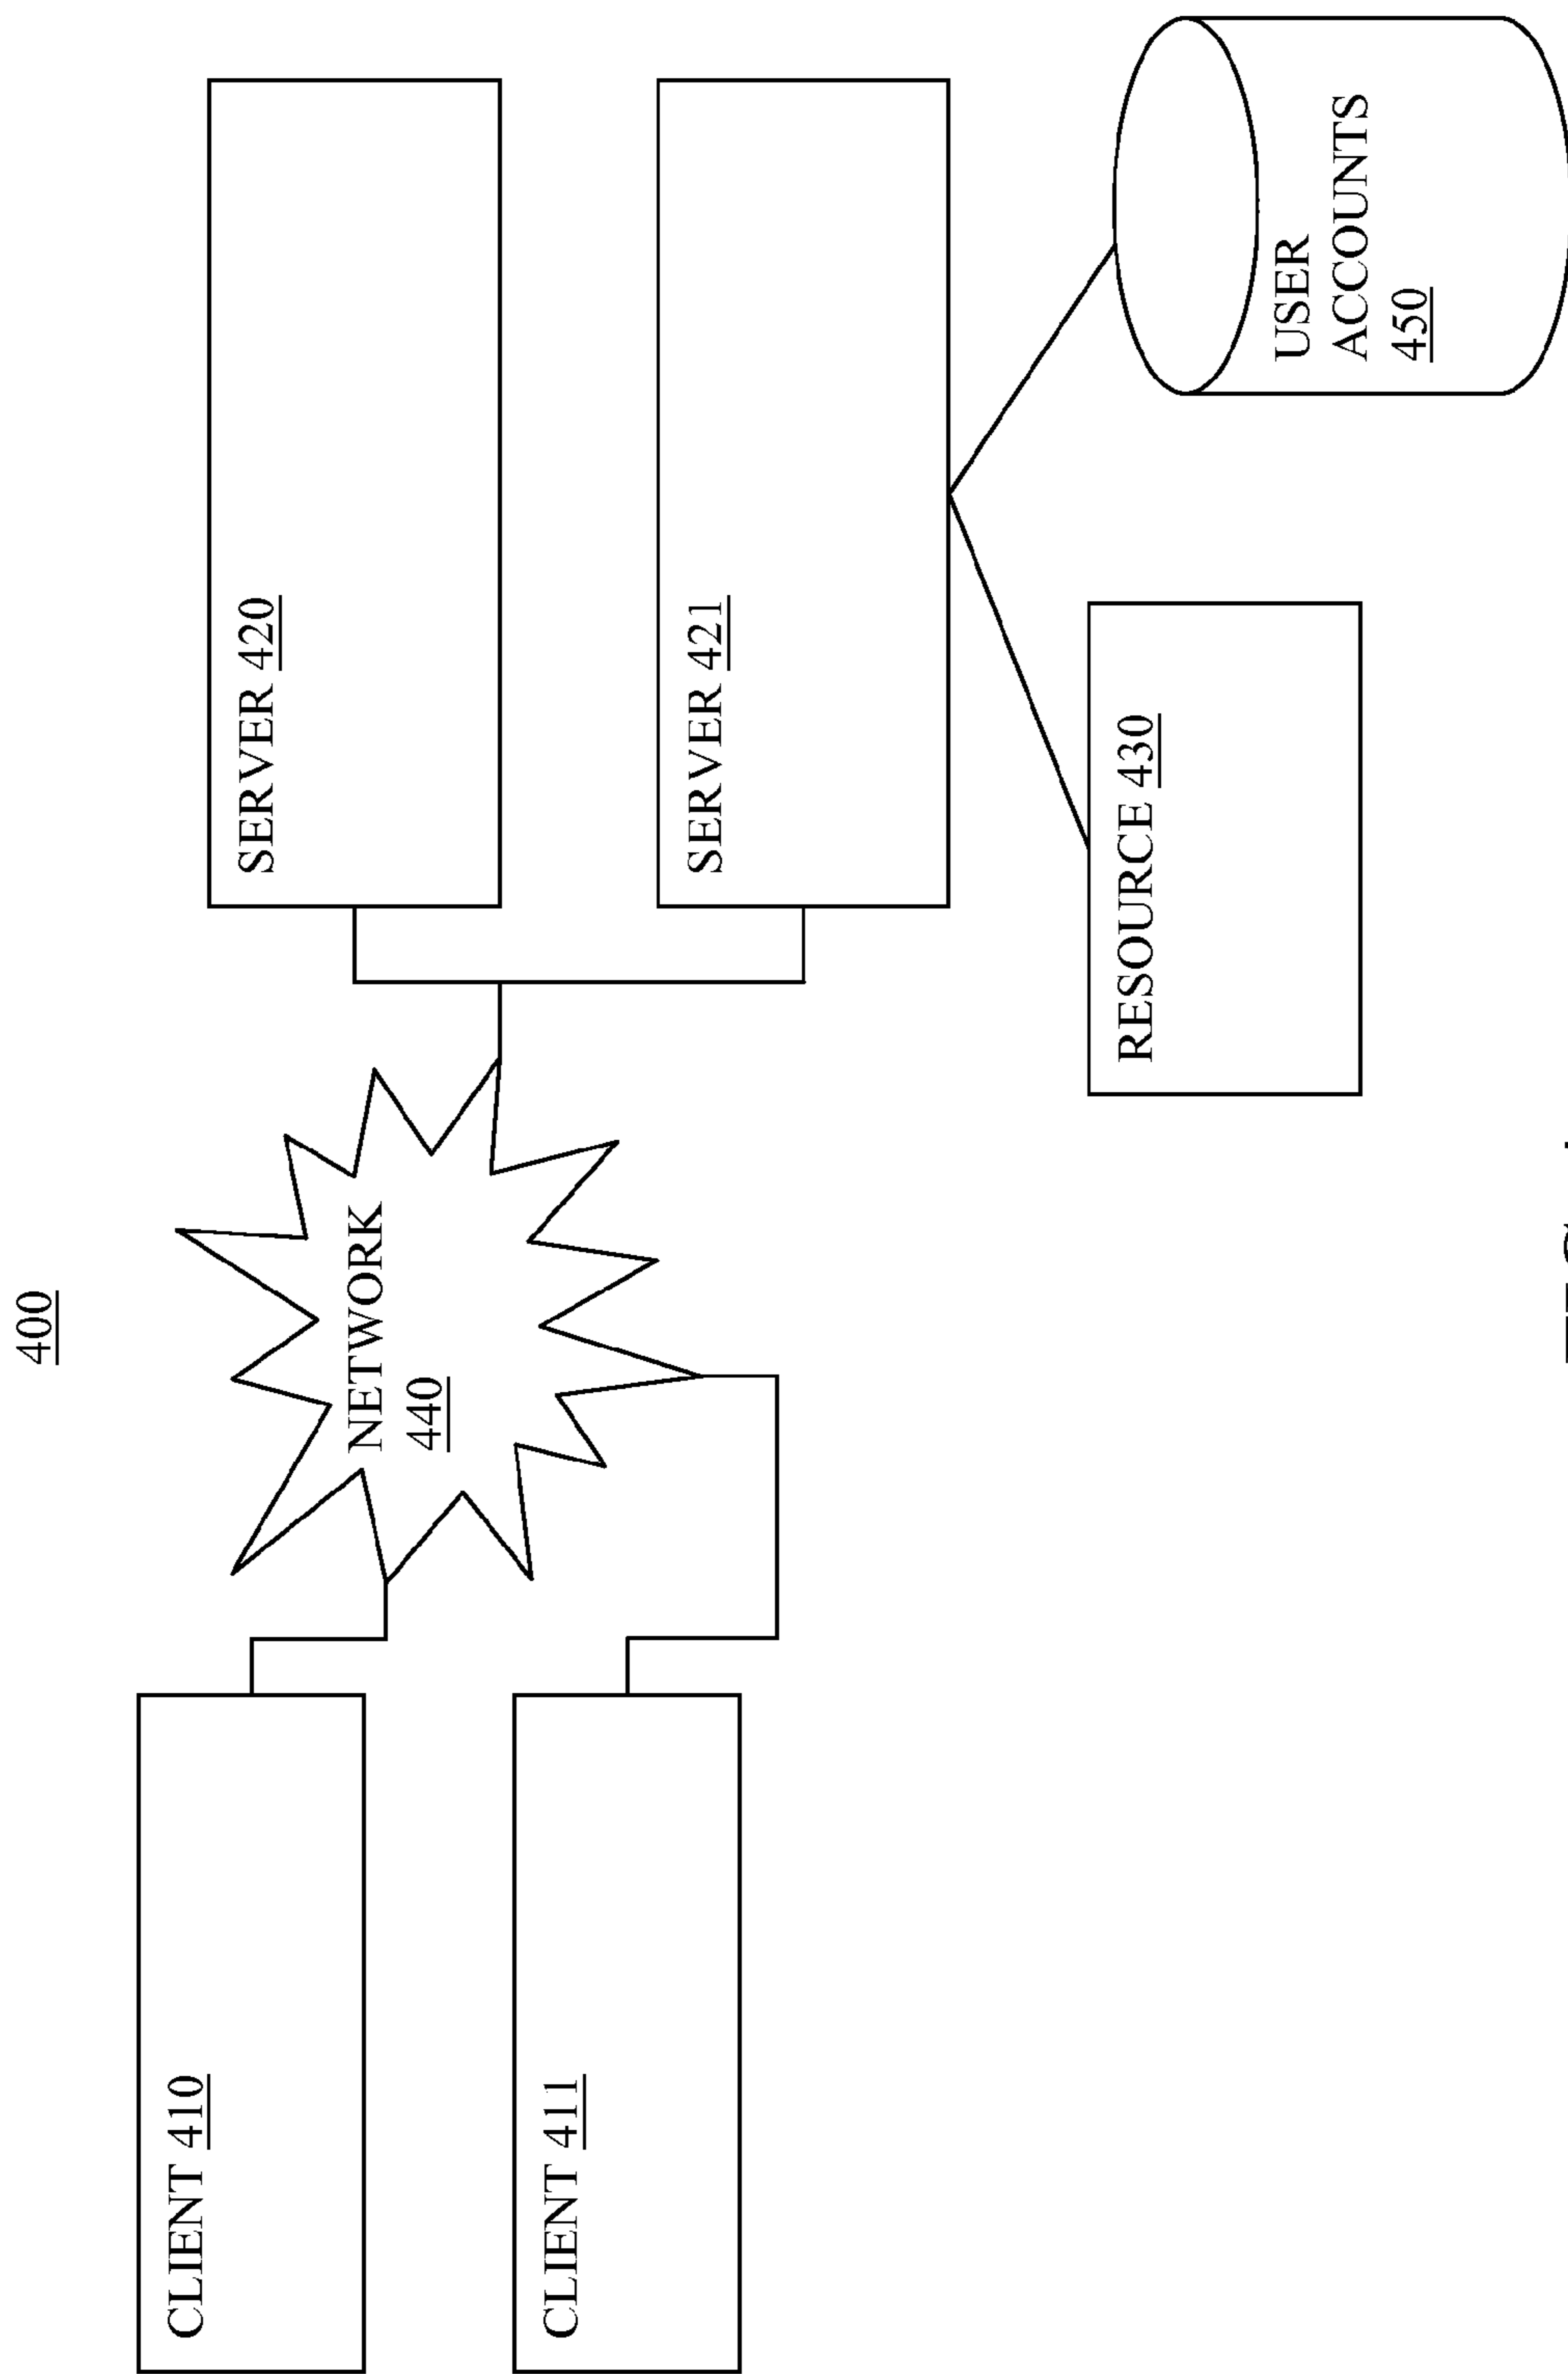 400
CLIENT 410
CLIENT 411
NETWORK
440
SERVER 420
SERVER 421
RESOURCE 430
USER
ACCOUNTS
450